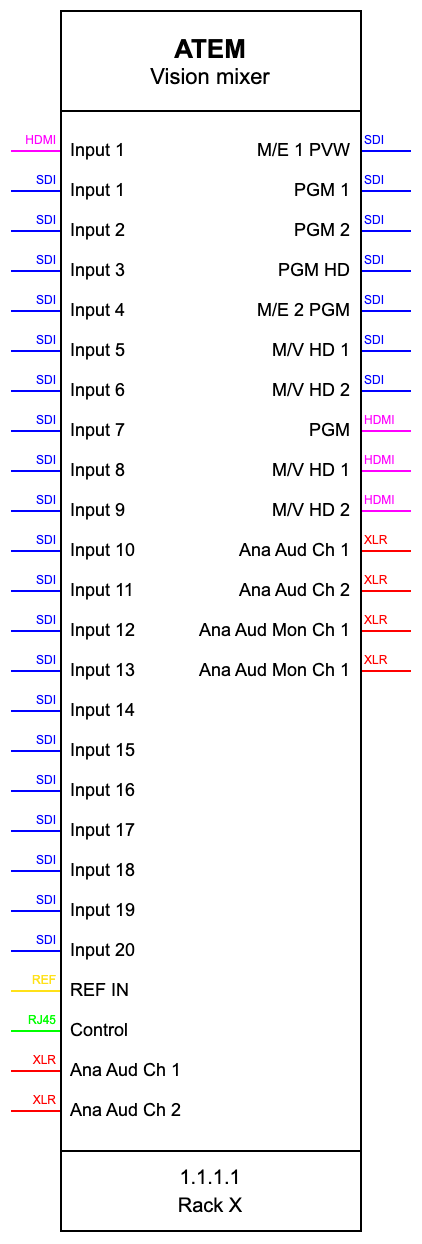 ATEM
Vision mixer
HDMI Input 1 M/E 1 PVW SDI
SDI Input 1 PGM 1 SDI
SDI Input 2 PGM 2 SDI
SDI Input 3 PGM HD SDI
SDI Input 4 M/E 2 PGM SDI
SDI Input 5 M/V HD 1 SDI
SDI Input 6 M/V HD 2 SDI
SDI Input 7 PGM HDMI
SDI Input 8 M/V HD 1 HDMI
SDI Input 9 M/V HD 2 HDMI
SDI Input 10 Ana Aud Ch 1 XLR
SDI Input 11 Ana Aud Ch 2 XLR
SDI Input 12 Ana Aud Mon Ch 1 XLR
SDI Input 13 Ana Aud Mon Ch 1 XLR
SDI Input 14
SDI Input 15
SDI Input 16
SDI Input 17
SDI Input 18
SDI Input 19
SDI Input 20
REF REF IN
RJ45 Control
XLR Ana Aud Ch 1
XLR Ana Aud Ch 2
1.1.1.1
Rack X